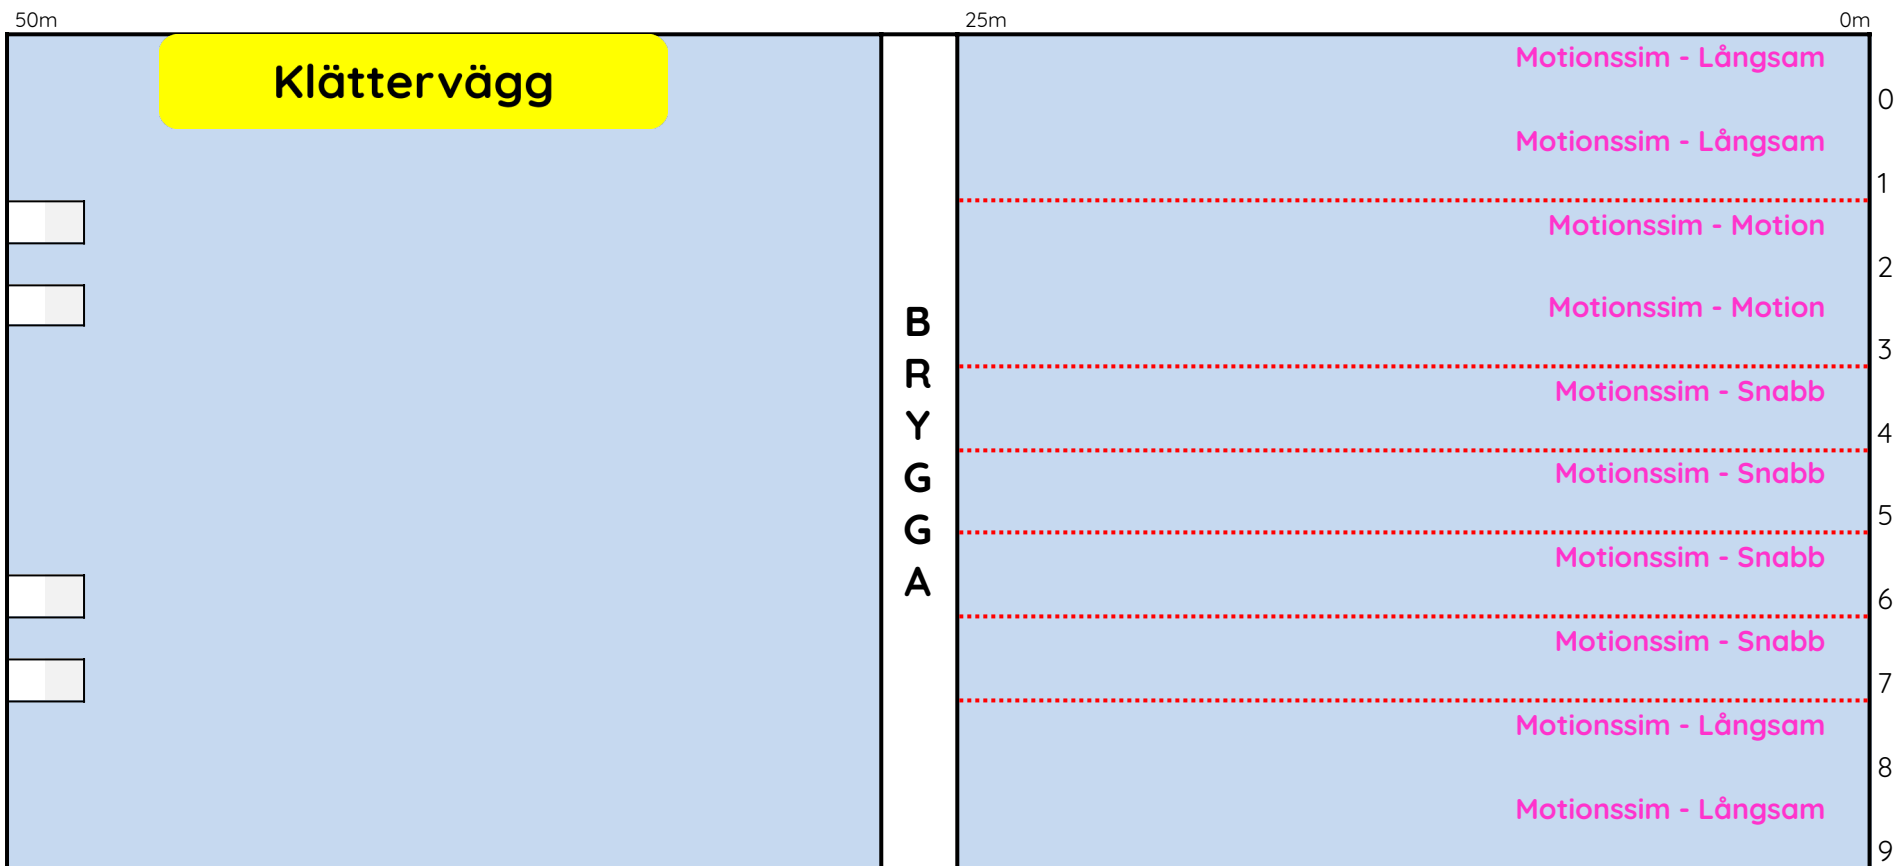 50m
25m
0m
Klättervägg
BRYGGA
Motionssim - Långsam
0
Motionssim - Långsam
1
Motionssim - Motion
2
Motionssim - Motion
3
Motionssim - Snabb
4
Motionssim - Snabb
5
Motionssim - Snabb
6
Motionssim - Snabb
7
Motionssim - Långsam
8
Motionssim - Långsam
9